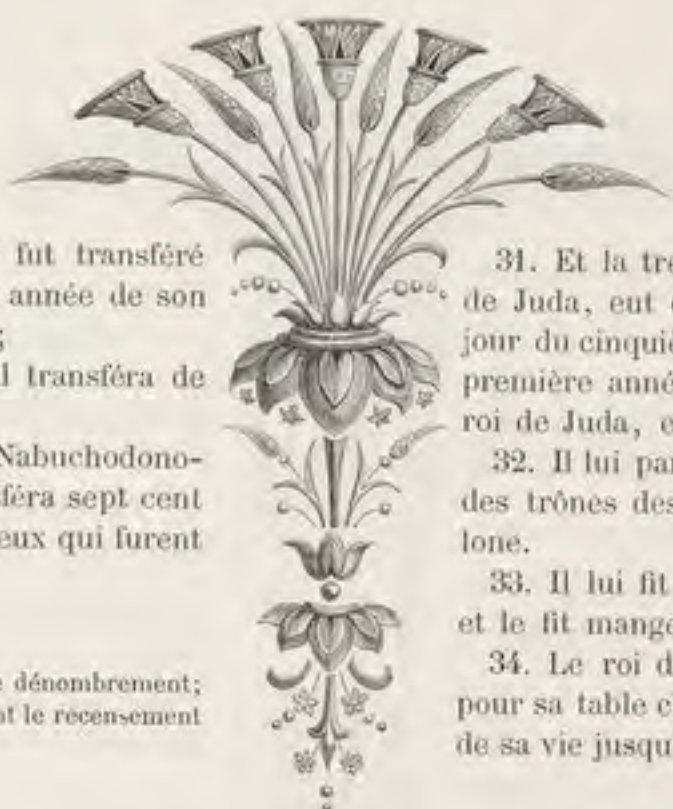 fut transféré
année de son
l transféra de
Nabuchodono-
féra sept cent
eux qui furent
e dénombrement;
nt le recensement
31. Et la tre
de Juda, eut
jour du cinquiè
première anné
roi de Juda, e
32. Il lui par
des trônes des
lone.
33. Il lui fit
et le fit mange
34. Le roi d
pour sa table c
de sa vie jusqu